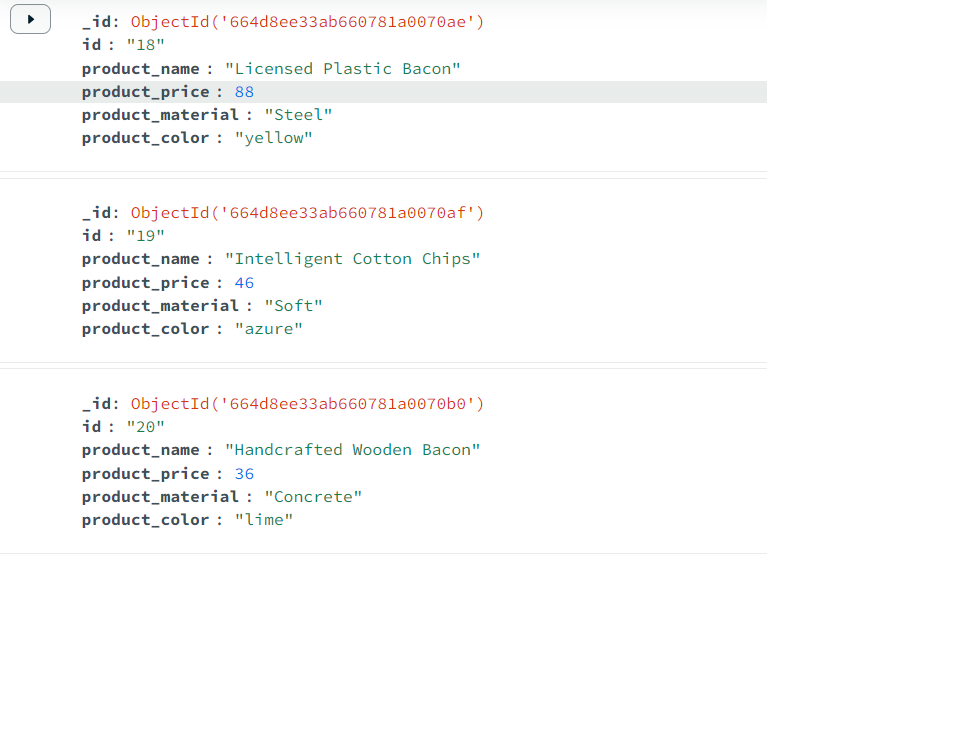 _id: ObjectId('664d8ee33ab660781a0070ae')
id : "18"
product_name : "Licensed Plastic Bacon"
product_price : 88
product_material : "Steel"
product_color : "yellow"
_id: ObjectId('664d8ee33ab660781a0070af')
id : "19"
product_name : "Intelligent Cotton Chips"
product_price : 46
product_material : "Soft"
product_color : "azure"
_id: ObjectId('664d8ee33ab660781a0070b0')
id : "20"
product_name : "Handcrafted Wooden Bacon"
product_price : 36
product_material : "Concrete"
product_color : "lime"